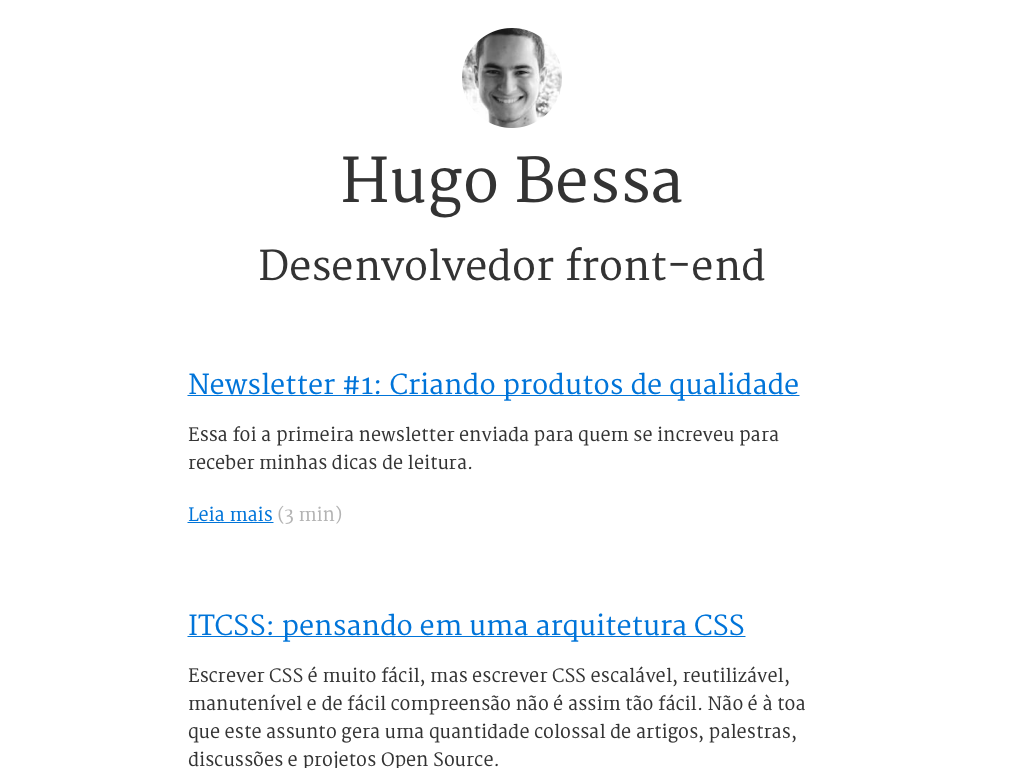 Hugo Bessa
Desenvolvedor front-end
Newsletter #1: Criando produtos de qualidade
Essa foi a primeira newsletter enviada para quem se increveu para
receber minhas dicas de leitura.
Leia mais (3 min)
ITCSS: pensando em uma arquitetura CSS
Escrever CSS é muito fácil, mas escrever CSS escalável, reutilizável,
manutenível e de fácil compreensão não é assim tão fácil. Não é à toa
que este assunto gera uma quantidade colossal de artigos, palestras,
discussões e projetos Open Source.